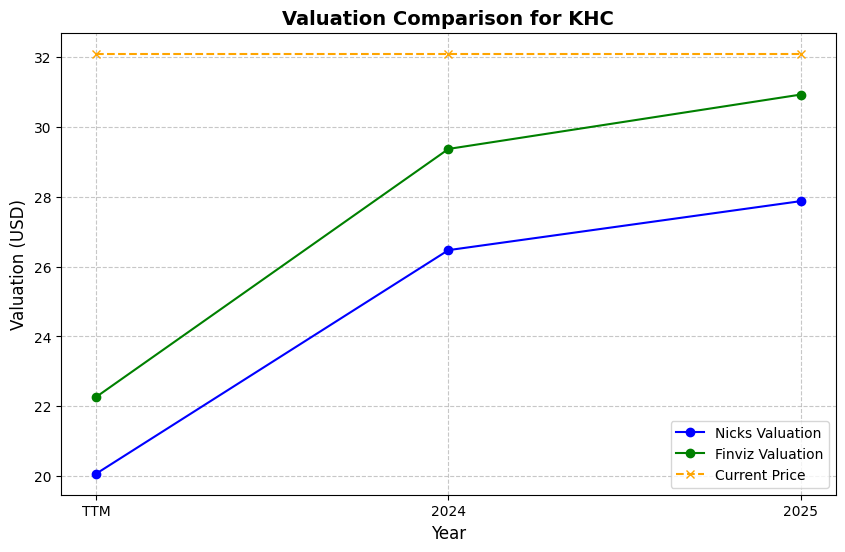 Valuation Comparison for KHC
Valuation (USD)
32
30
28
26
24
22
20
TTM
2024
2025
Year
Nicks Valuation
Finviz Valuation
Current Price